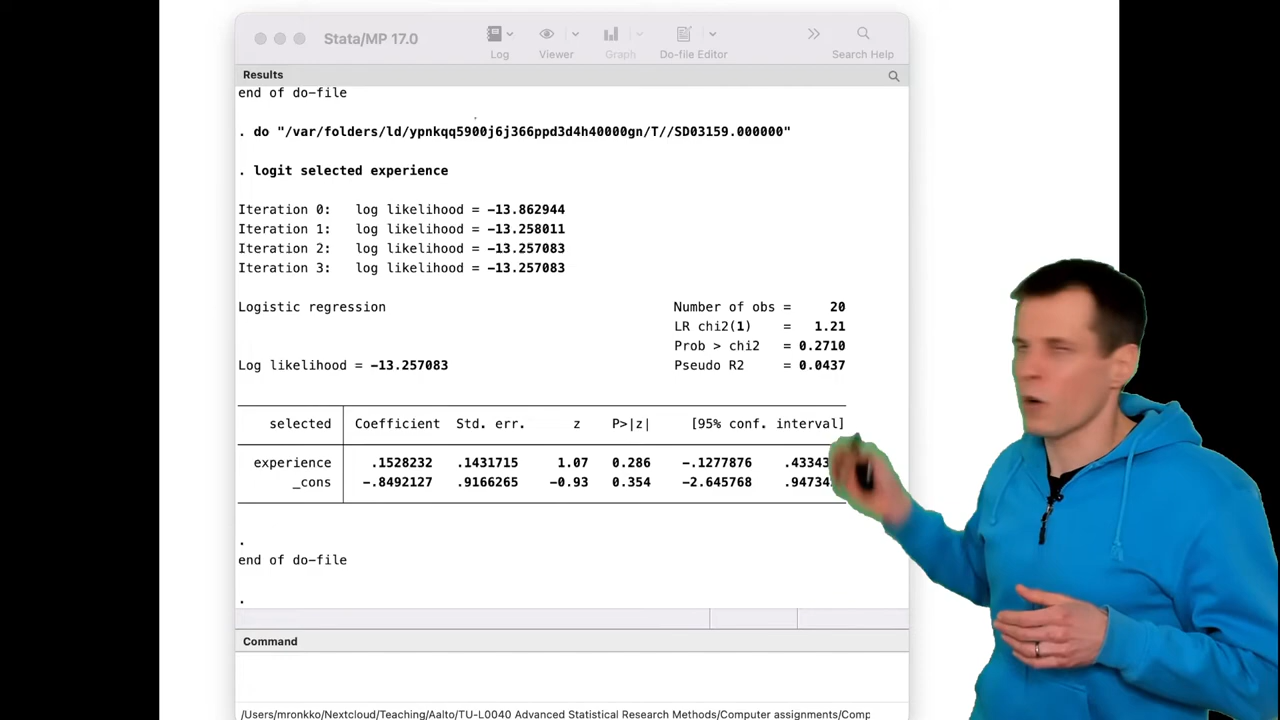 Stata/MP 17.0
Log Viewer Graph Do-file Editor Search Help
Results
end of do-file
. do "/var/folders/ld/ypnkqq5900j6j366ppd3d4h40000gn/T//SD03159.000000"
. logit selected experience
Iteration 0: log likelihood = -13.862944
Iteration 1: log likelihood = -13.258011
Iteration 2: log likelihood = -13.257083
Iteration 3: log likelihood = -13.257083
Logistic regression Number of obs = 20
LR chi2(1) = 1.21
Prob > chi2 = 0.2710
Log likelihood = -13.257083 Pseudo R2 = 0.0437
selected Coefficient Std. err. z P>|z| [95% conf. interval]
experience .1528232 .1431715 1.07 0.286 -.1277876
_cons -.8492127 .9166265 -0.93 0.354 -2.645768
.
end of do-file
.
Command
/Users/mronkko/Nextcloud/Teaching/Aalto/TU-L0040 Advanced Statistical Research Methods/Computer assignments/Comp